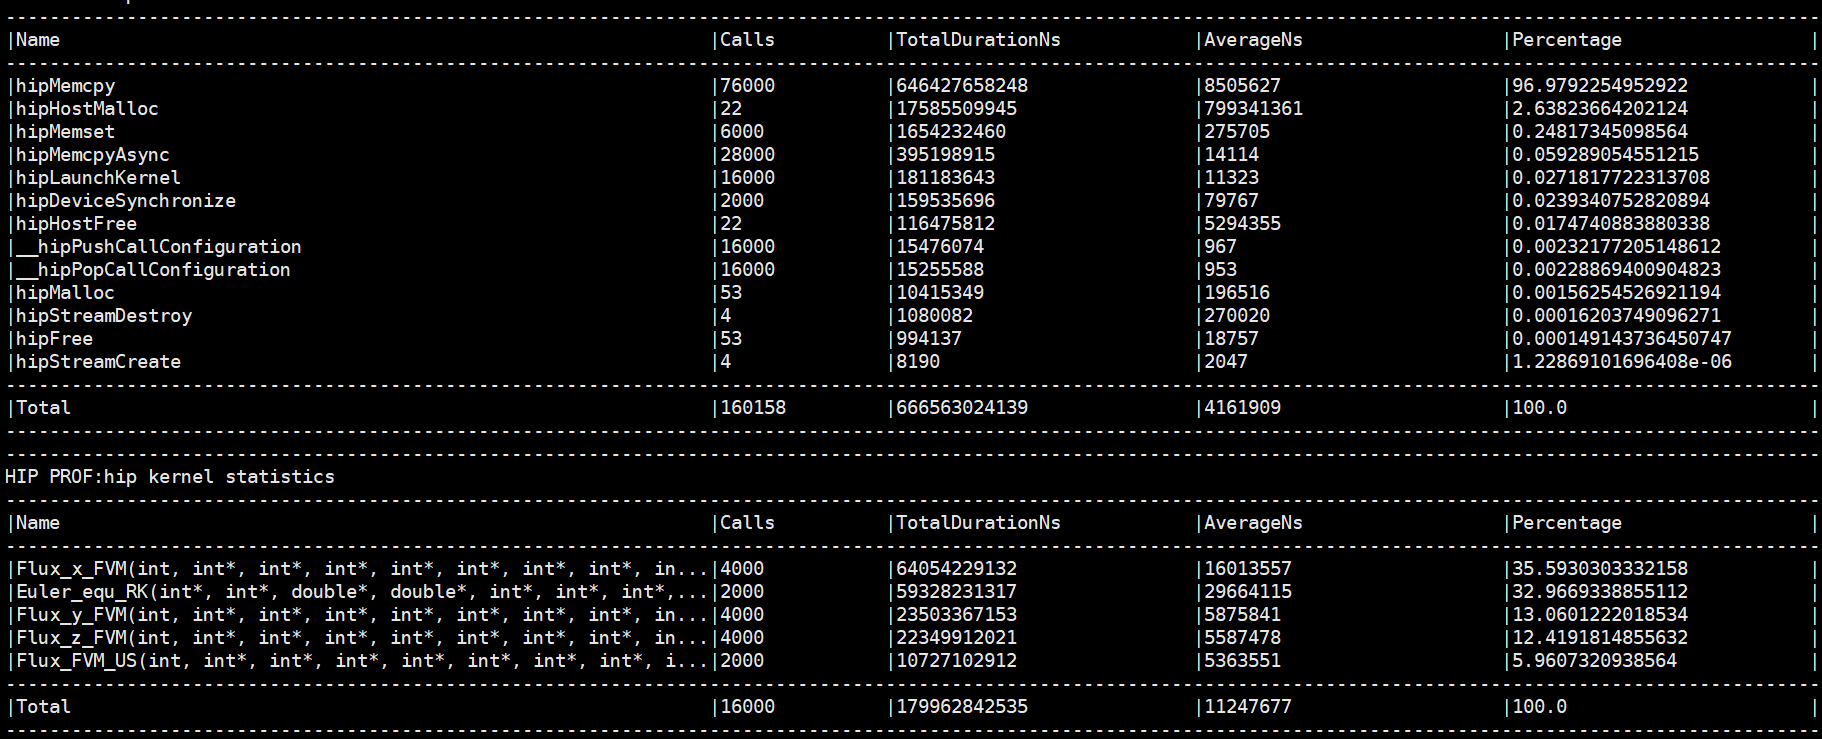 |Name |Calls |TotalDurationNs |AverageNs |Percentage |
|hipMemcpy |76000 |646427658248 |8505627 |96.9792254952922 |
|hipHostMalloc |22 |17585509945 |799341361 |2.63823664202124 |
|hipMemset |6000 |1654232460 |275705 |0.24817345098564 |
|hipMemcpyAsync |28000 |395198915 |14114 |0.059289054551215 |
|hipLaunchKernel |16000 |181183643 |11323 |0.0271817722313708 |
|hipDeviceSynchronize |2000 |159535696 |79767 |0.0239340752820894 |
|hipHostFree |22 |116475812 |5294355 |0.0174740883880338 |
|__hipPushCallConfiguration |16000 |15476074 |967 |0.00232177205148612 |
|__hipPopCallConfiguration |16000 |15255588 |953 |0.00228869400904823 |
|hipMalloc |53 |10415349 |196516 |0.00156254526921194 |
|hipStreamDestroy |4 |1080082 |270020 |0.00016203749096271 |
|hipFree |53 |994137 |18757 |0.000149143736450747 |
|hipStreamCreate |4 |8190 |2047 |1.22869101696408e-06 |
|Total |160158 |666563024139 |4161909 |100.0 |
HIP PROF:hip kernel statistics
|Name |Calls |TotalDurationNs |AverageNs |Percentage |
|Flux_x_FVM(int, int*, int*, int*, int*, int*, int*, int*, in...|4000 |64054229132 |16013557 |35.5930303332158 |
|Euler_equ_RK(int*, int*, double*, double*, int*, int*, int*,...|2000 |59328231317 |29664115 |32.9669338855112 |
|Flux_y_FVM(int, int*, int*, int*, int*, int*, int*, int*, in...|4000 |23503367153 |5875841 |13.0601222018534 |
|Flux_z_FVM(int, int*, int*, int*, int*, int*, int*, int*, in...|4000 |22349912021 |5587478 |12.4191814855632 |
|Flux_FVM_US(int, int*, int*, int*, int*, int*, int*, int*, i...|2000 |10727102912 |5363551 |5.9607320938564 |
|Total |16000 |179962842535 |11247677 |100.0 |